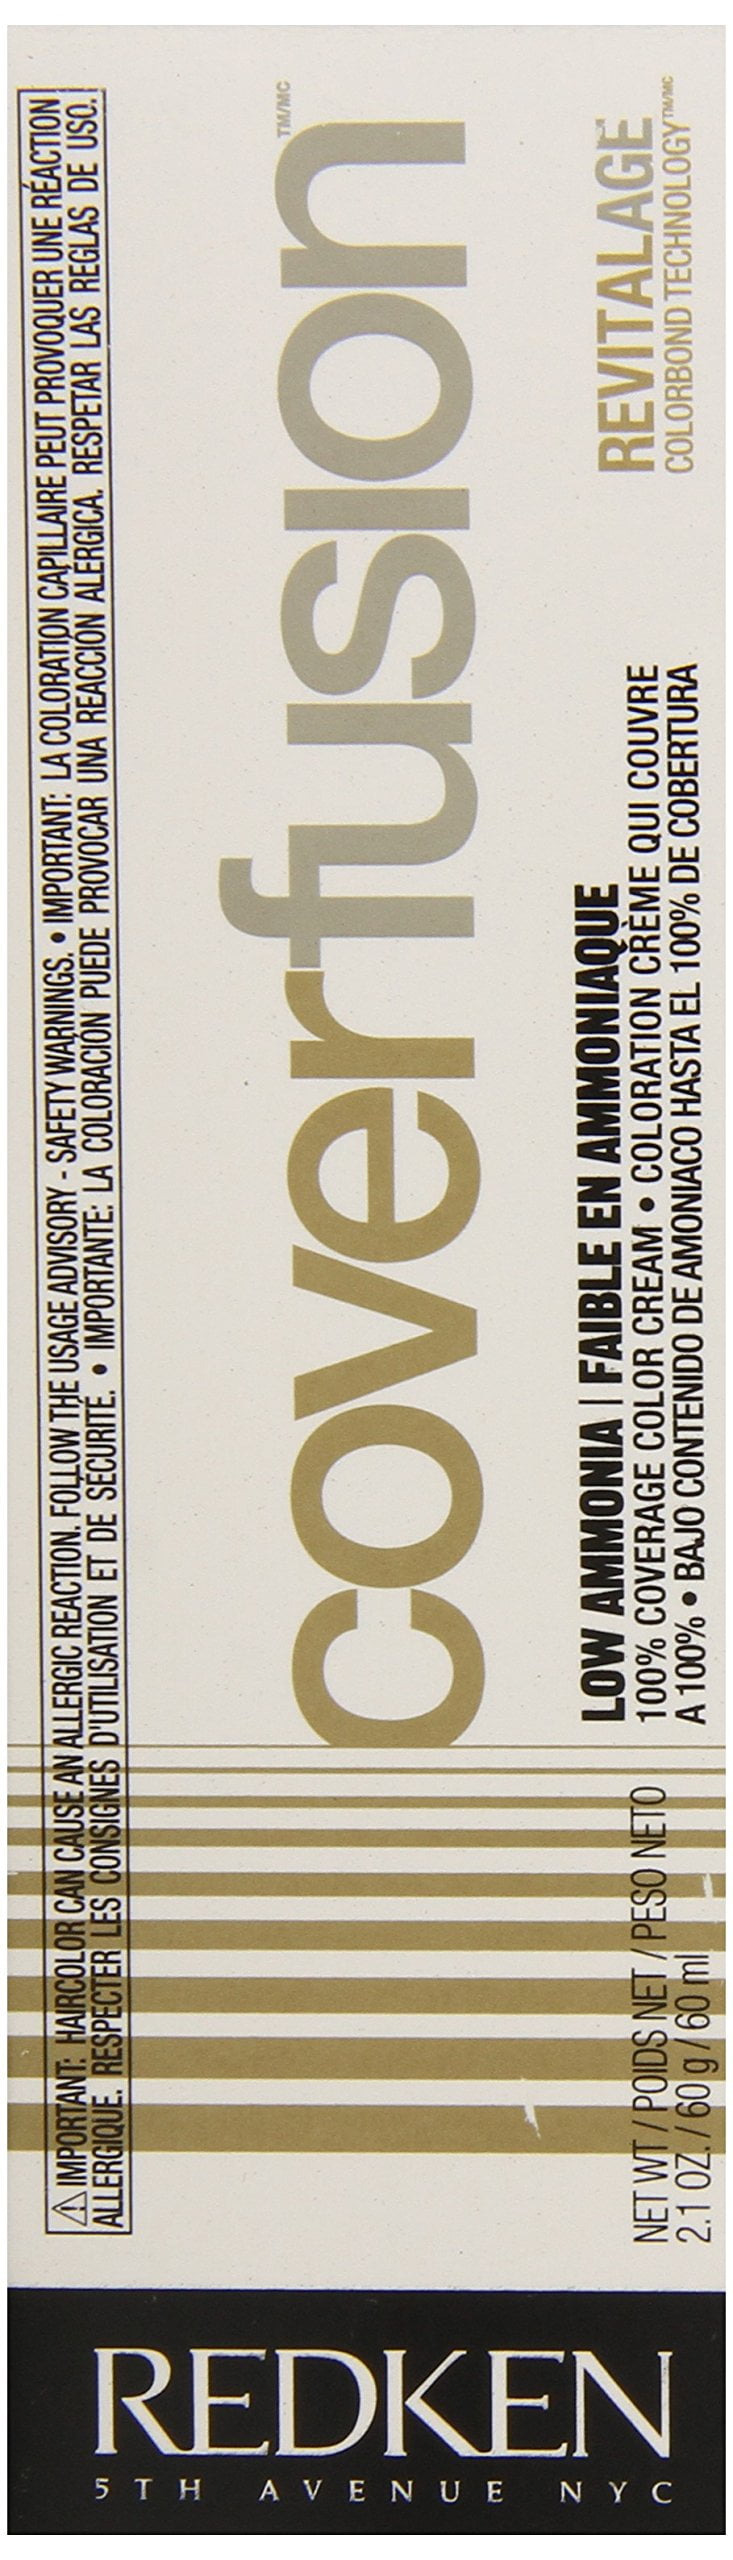 ⚠ IMPORTANT: HAIRCOLOR CAN CAUSE AN ALLERGIC REACTION. FOLLOW THE USAGE ADVISORY - SAFETY WARNINGS. • IMPORTANT: LA COLORATION CAPILLAIRE PEUT PROVOQUER UNE RÉACTION
ALLERGIQUE. RESPECTER LES CONSIGNES D'UTILISATION ET DE SÉCURITÉ. • IMPORTANTE: LA COLORACIÓN PUEDE PROVOCAR UNA REACCIÓN ALÉRGICA. RESPETAR LAS REGLAS DE USO.
coverfusion TM/MC
REVITALAGE
COLORBOND TECHNOLOGY TM/MC
LOW AMMONIA | FAIBLE EN AMMONIAQUE
100% COVERAGE COLOR CREAM • COLORATION CRÈME QUI COUVRE
A 100% • BAJO CONTENIDO DE AMONIACO HASTA EL 100% DE COBERTURA
NET WT / POIDS NET / PESO NETO
2.1 OZ. / 60 g / 60 ml
REDKEN
5TH AVENUE NYC